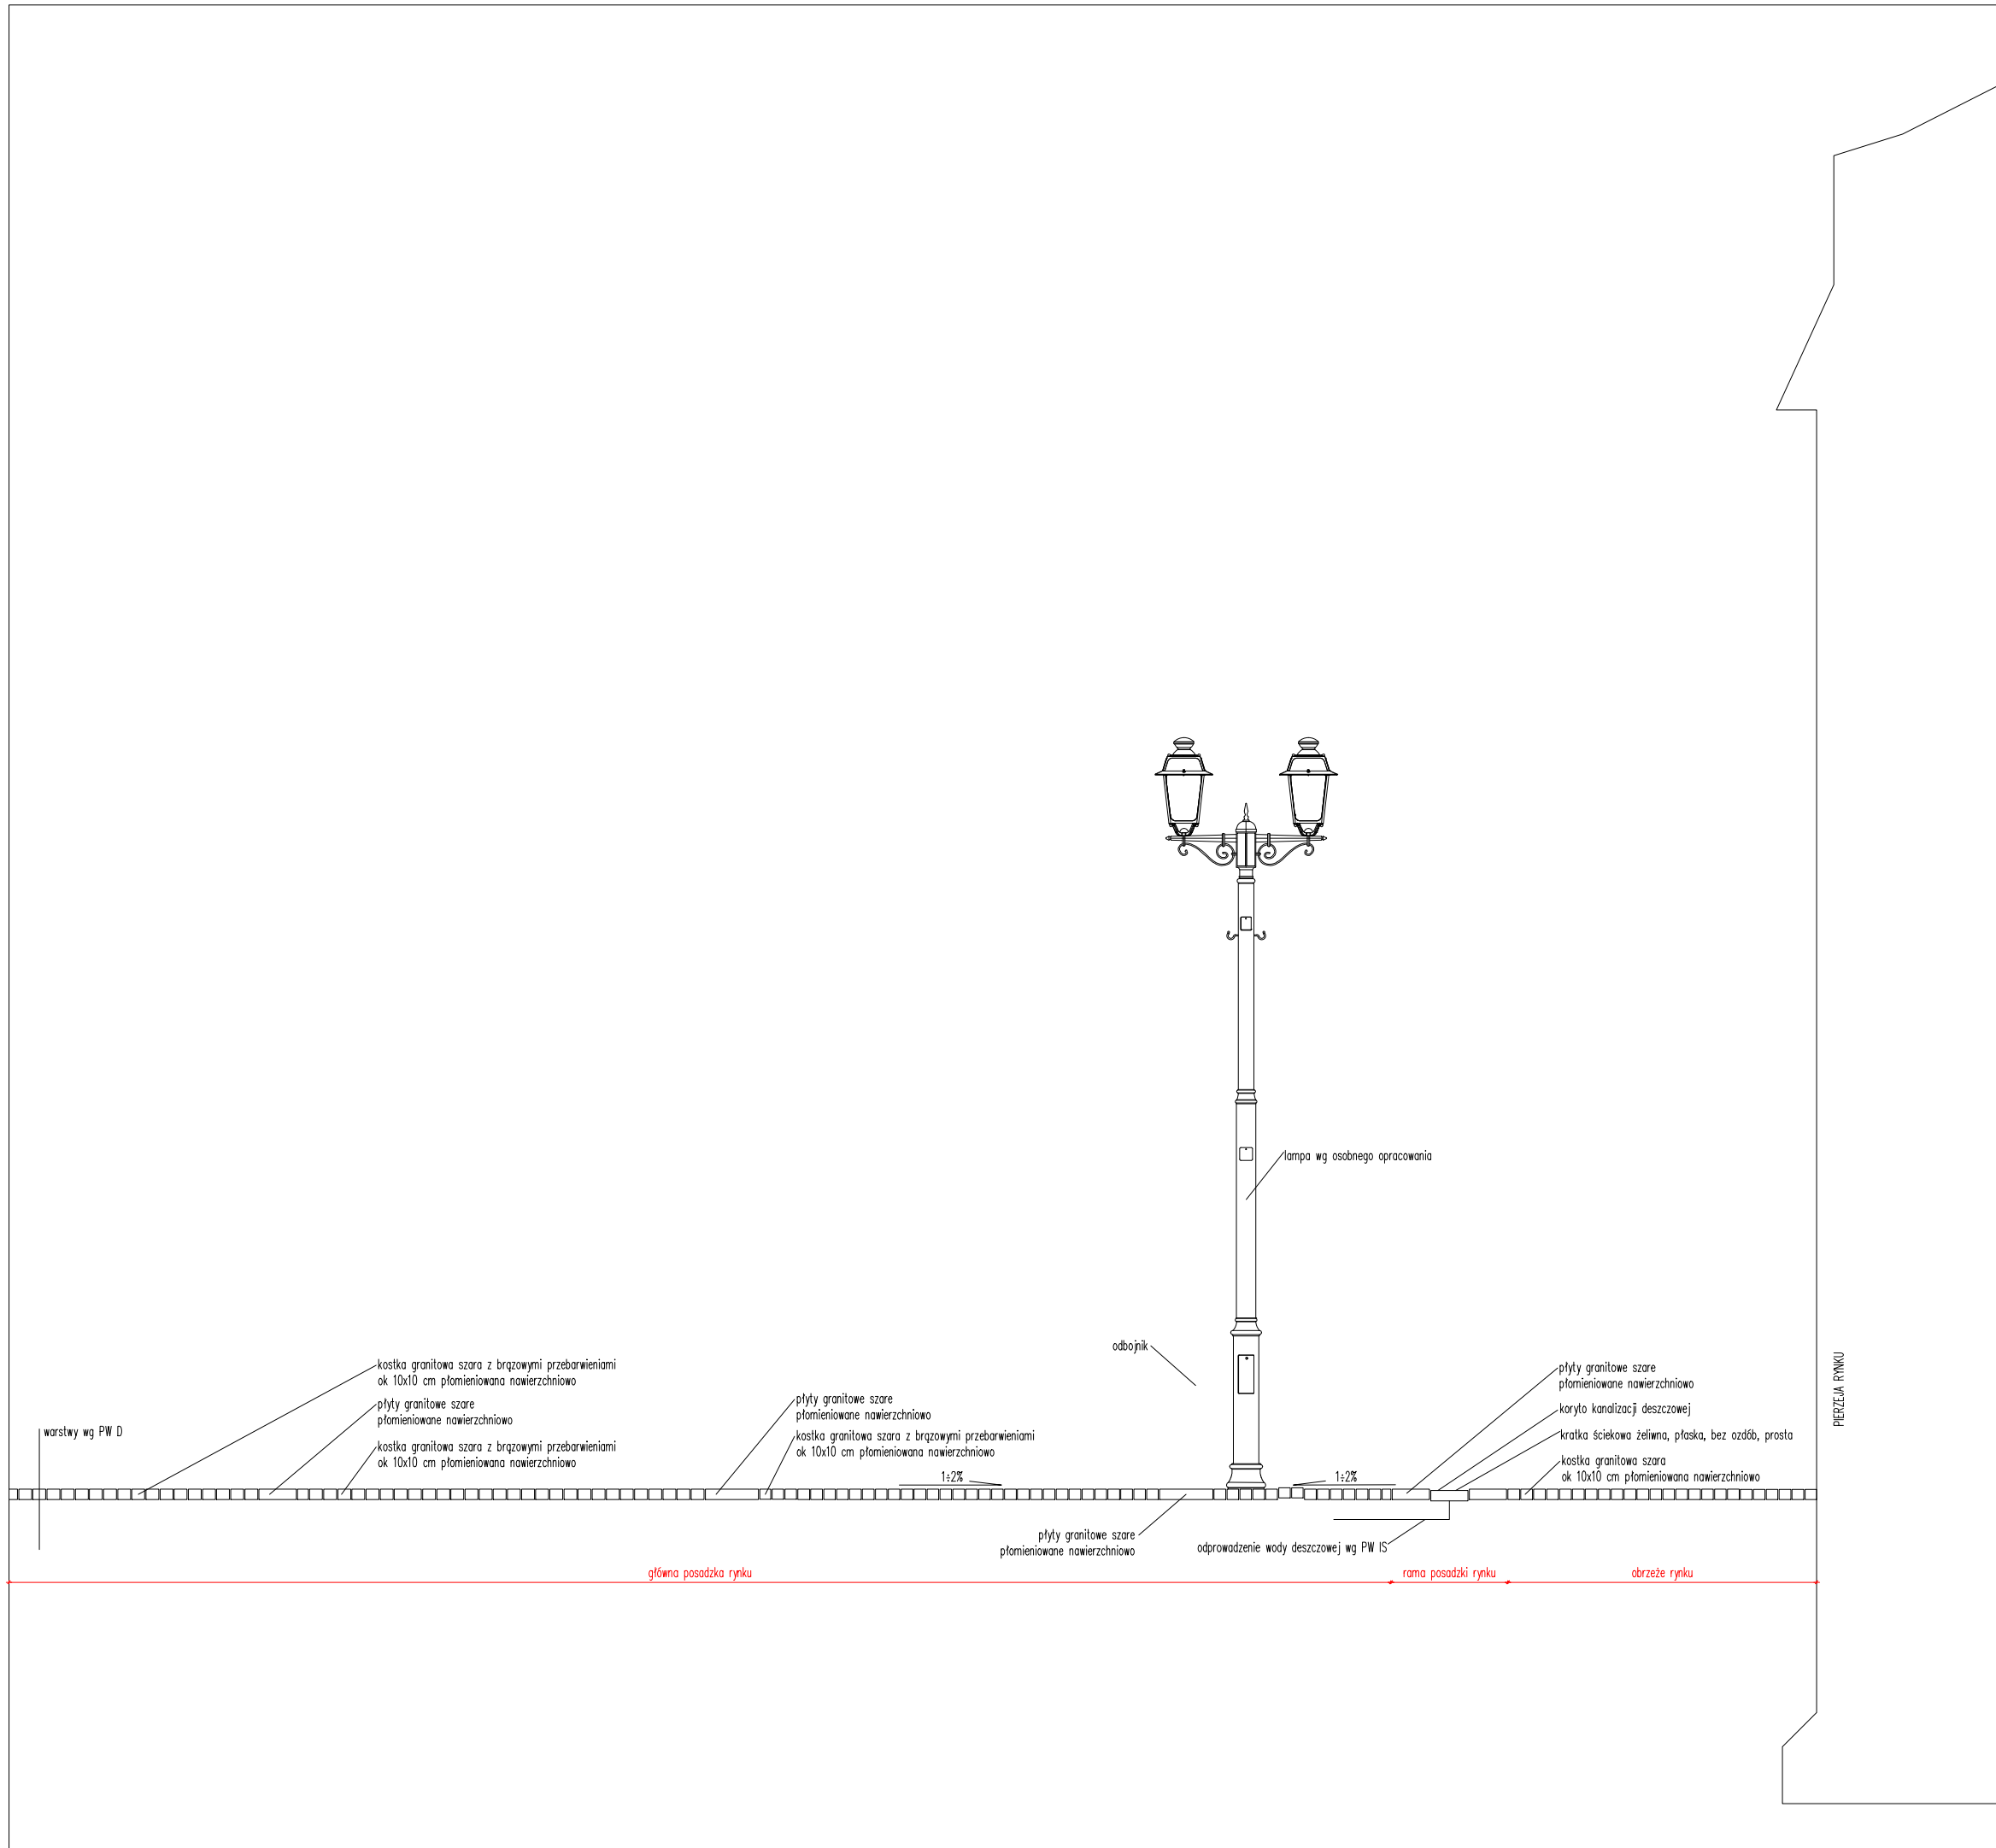 lampa wg osobnego opracowania
odbojnik
kostka granitowa szara z brązowymi przebarwieniami
ok 10x10 cm płomieniowana nawierzchniowo
płyty granitowe szare
płomieniowane nawierzchniowo
kostka granitowa szara z brązowymi przebarwieniami
ok 10x10 cm płomieniowana nawierzchniowo
warstwy wg PW D
płyty granitowe szare
płomieniowane nawierzchniowo
kostka granitowa szara z brązowymi przebarwieniami
ok 10x10 cm płomieniowana nawierzchniowo
1÷2%
1÷2%
płyty granitowe szare
płomieniowane nawierzchniowo
koryto kanalizacji deszczowej
kratka ściekowa żeliwna, płaska, bez ozdób, prosta
kostka granitowa szara
ok 10x10 cm płomieniowana nawierzchniowo
PIERZEJA RYNKU
płyty granitowe szare
płomieniowane nawierzchniowo
odprowadzenie wody deszczowej wg PW IS
główna posadzka rynku
rama posadzki rynku
obrzeże rynku